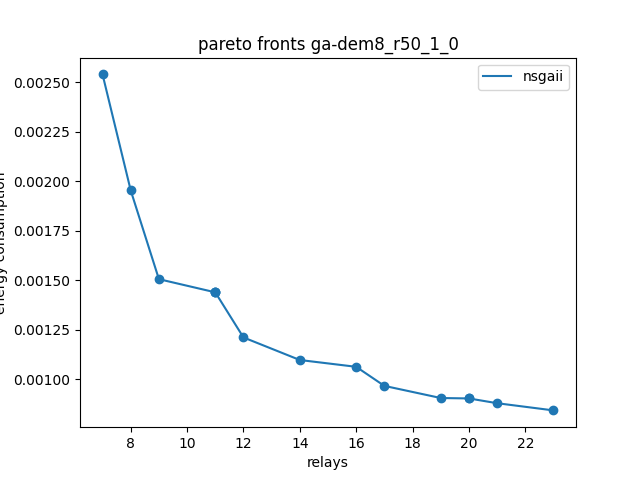 pareto fronts ga-dem8_r50_1_0
nsgaii
0.00250
0.00225
0.00200
0.00175
0.00150
0.00125
0.00100
energy consumption
8 10 12 14 16 18 20 22
relays